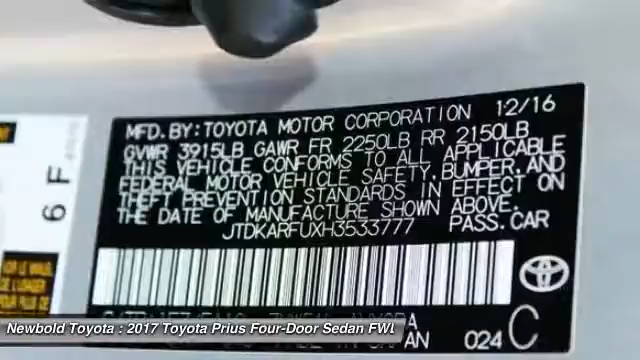 MFD. BY: TOYOTA MOTOR CORPORATION 12/16
GVWR 3915LB GAWR FR 2250LB RR 2150LB
THIS VEHICLE CONFORMS TO ALL APPLICABLE
FEDERAL MOTOR VEHICLE SAFETY, BUMPER, AND
THEFT PREVENTION STANDARDS IN EFFECT ON
THE DATE OF MANUFACTURE SHOWN ABOVE.
JTDKARFUXH3533777 PASS. CAR
6 F
024 C
Newbold Toyota : 2017 Toyota Prius Four-Door Sedan FWL